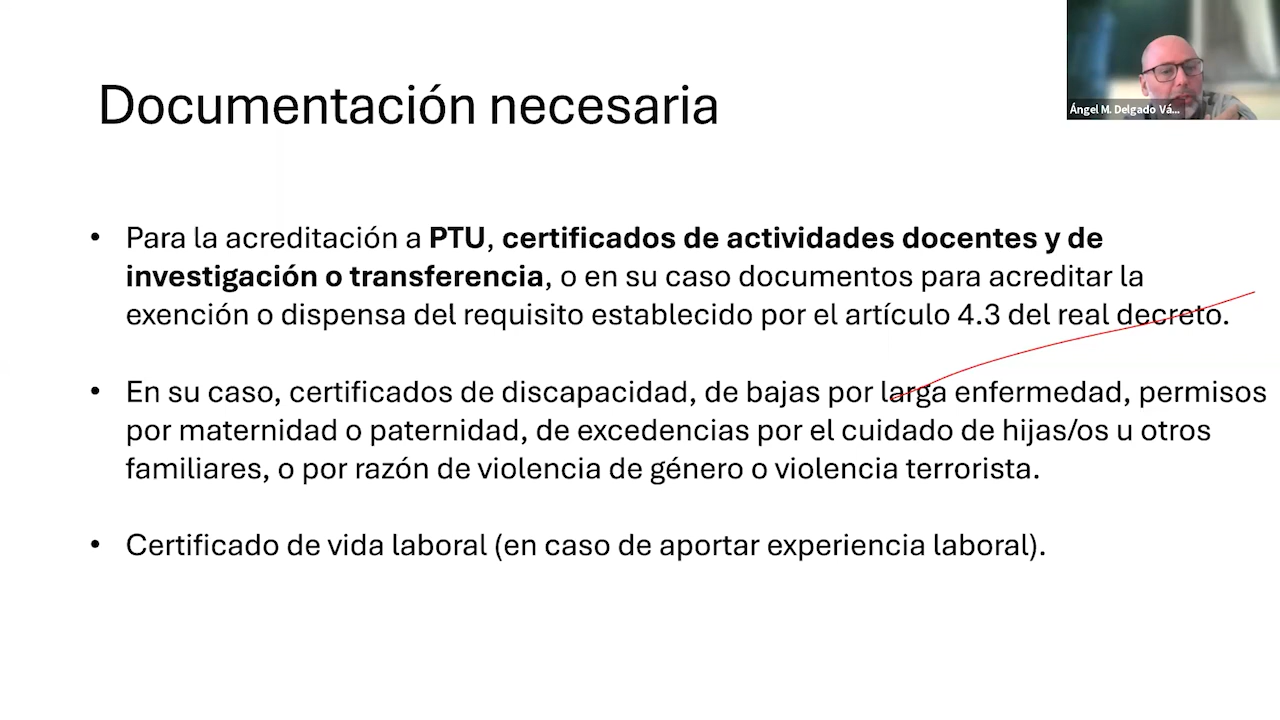 Documentación necesaria
Ángel M. Delgado Vá...
• Para la acreditación a PTU, certificados de actividades docentes y de
investigación o transferencia, o en su caso documentos para acreditar la
exención o dispensa del requisito establecido por el artículo 4.3 del real decreto.
• En su caso, certificados de discapacidad, de bajas por larga enfermedad, permisos
por maternidad o paternidad, de excedencias por el cuidado de hijas/os u otros
familiares, o por razón de violencia de género o violencia terrorista.
• Certificado de vida laboral (en caso de aportar experiencia laboral).